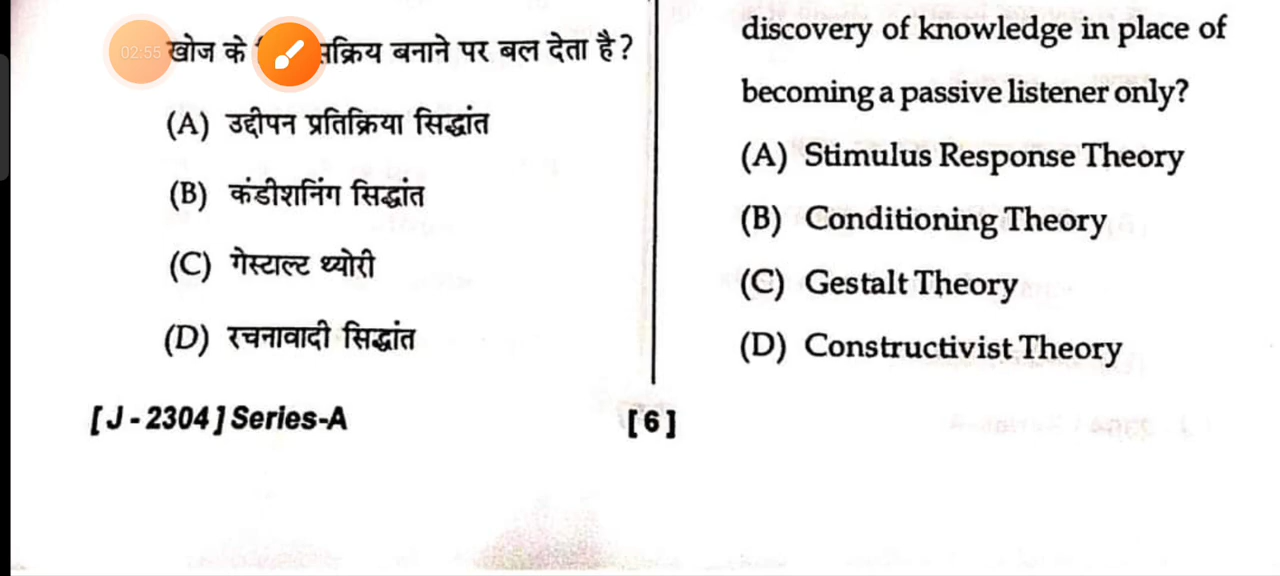 02:55
खोज के सक्रिय बनाने पर बल देता है?
(A) उद्दीपन प्रतिक्रिया सिद्धांत
(B) कंडीशनिंग सिद्धांत
(C) गेस्टाल्ट थ्योरी
(D) रचनावादी सिद्धांत
[ J - 2304 ] Series-A
discovery of knowledge in place of
becoming a passive listener only?
(A) Stimulus Response Theory
(B) Conditioning Theory
(C) Gestalt Theory
(D) Constructivist Theory
[ 6 ]